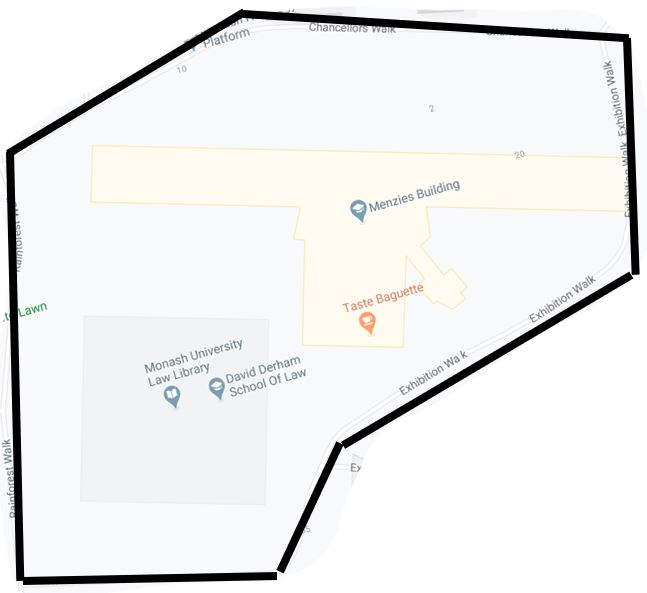 Platform
Chancellors Walk
Walk
10
2
20
Exhibition Walk
Exhibition Walk
Menzies Building
Rainforest
Lawn
Taste Baguette
Exhibition Walk
Monash University
Law Library
David Derham
School Of Law
Exhibition Wa k
Rainforest Walk
Ex